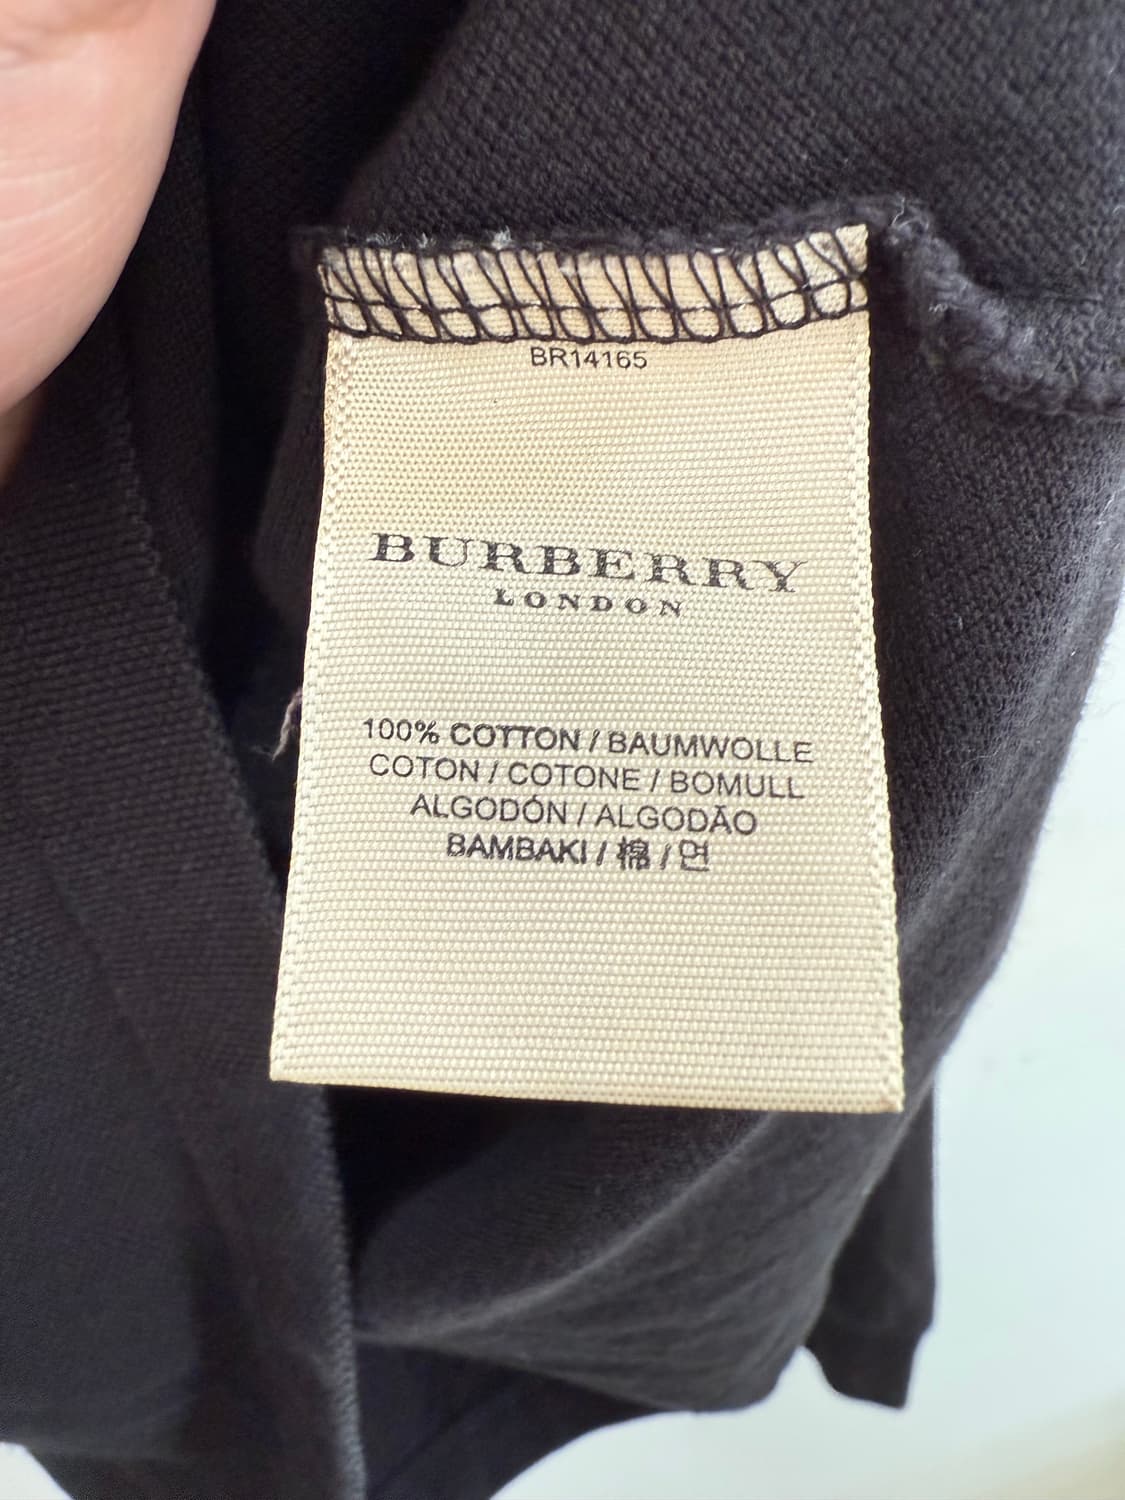 BR14165
BURBERRY
LONDON
100% COTTON / BAUMWOLLE
COTON / COTONE / BOMULL
ALGODÓN / ALGODÃO
BAMBAKI / 棉 / 면